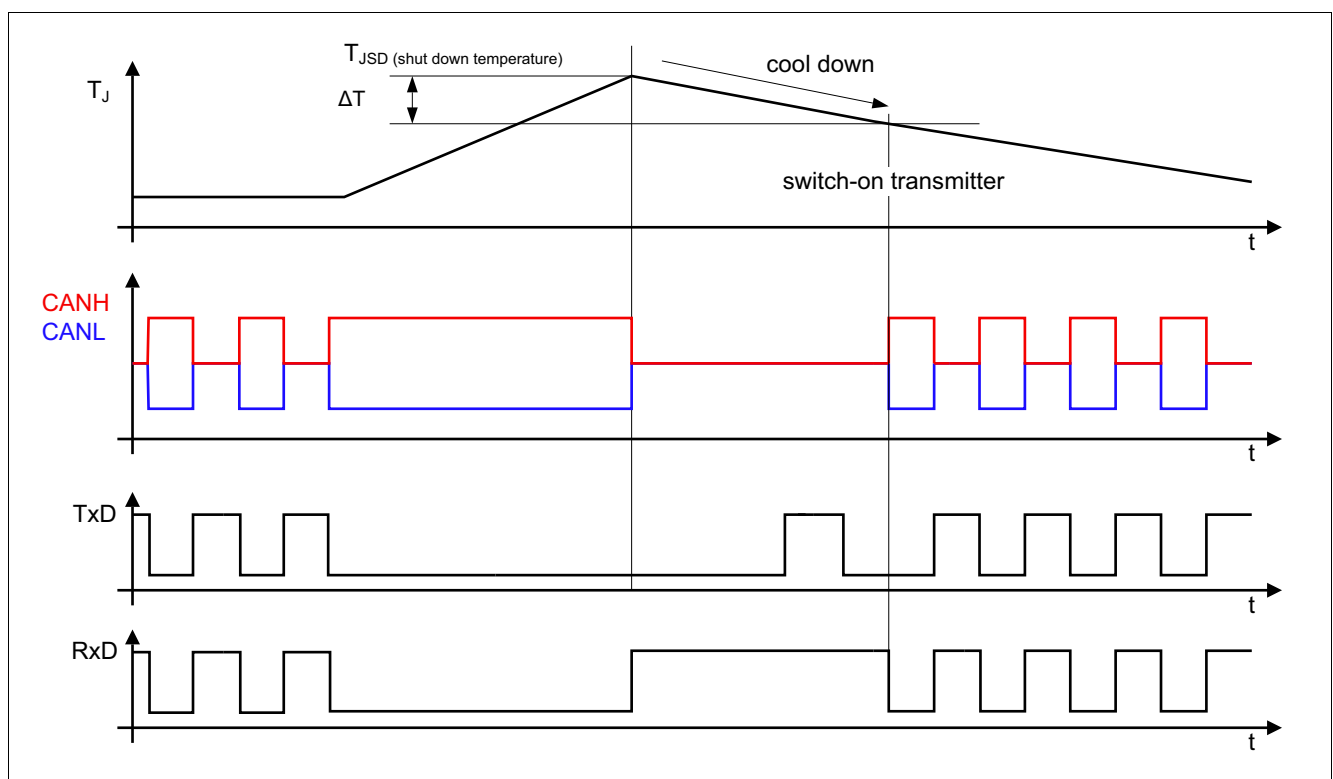 T_JSD (shut down temperature)
cool down
T_J
ΔT
switch-on transmitter
t
CANH
CANL
t
TxD
t
RxD
t